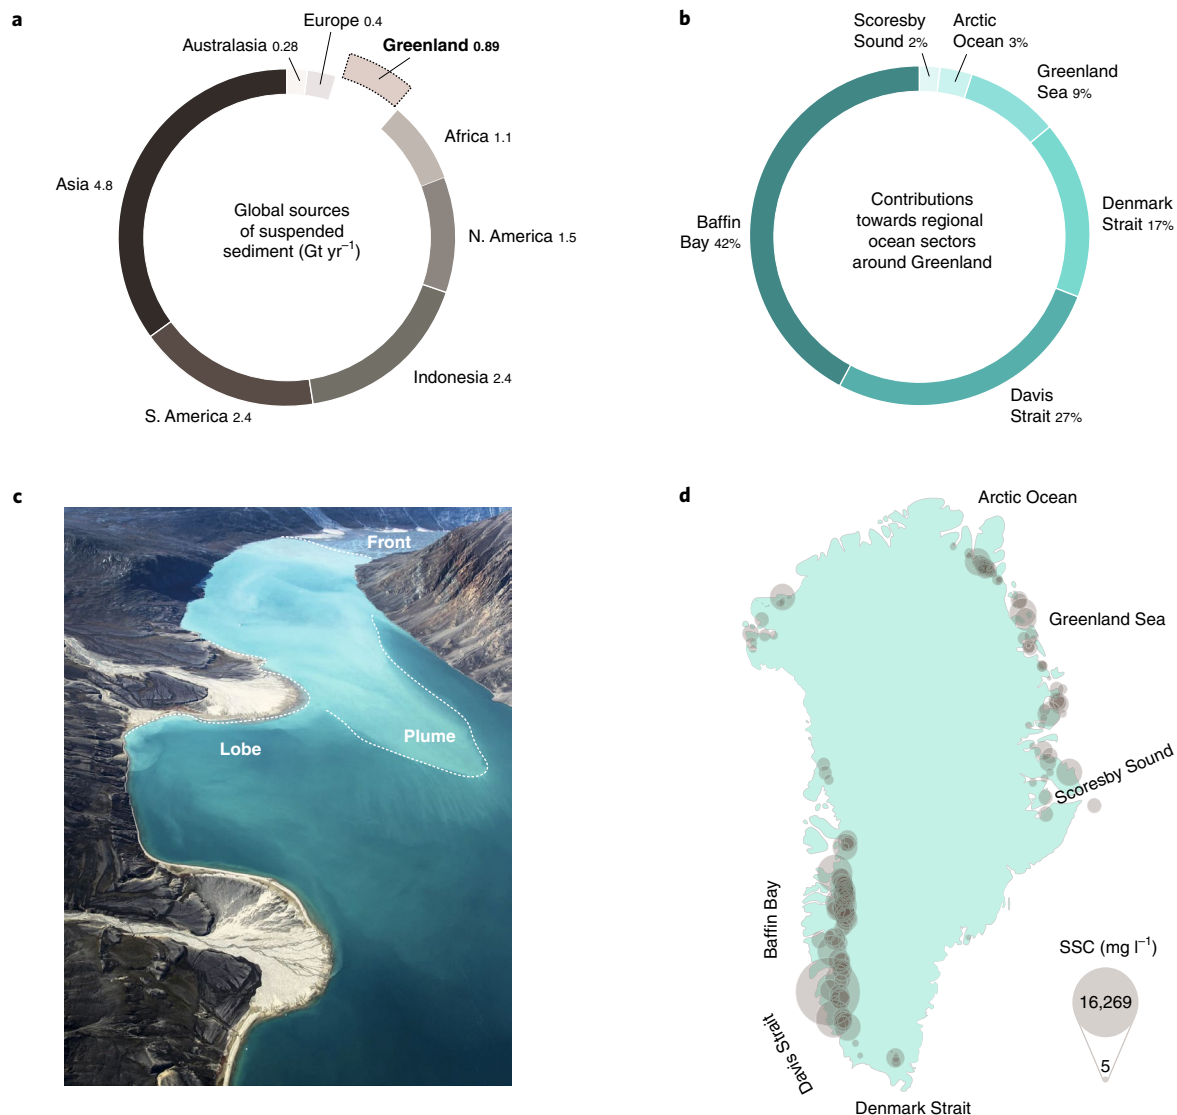 a
Europe 0.4
Australasia 0.28
Greenland 0.89
Africa 1.1
Asia 4.8
Global sources
of suspended
sediment (Gt yr⁻¹)
N. America 1.5
Indonesia 2.4
S. America 2.4
b
Scoresby
Sound 2%
Arctic
Ocean 3%
Greenland
Sea 9%
Denmark
Strait 17%
Contributions
towards regional
ocean sectors
around Greenland
Baffin
Bay 42%
Davis
Strait 27%
c
Front
Lobe
Plume
d
Arctic Ocean
Greenland Sea
Scoresby Sound
Baffin Bay
Davis Strait
Denmark Strait
SSC (mg l⁻¹)
16,269
5